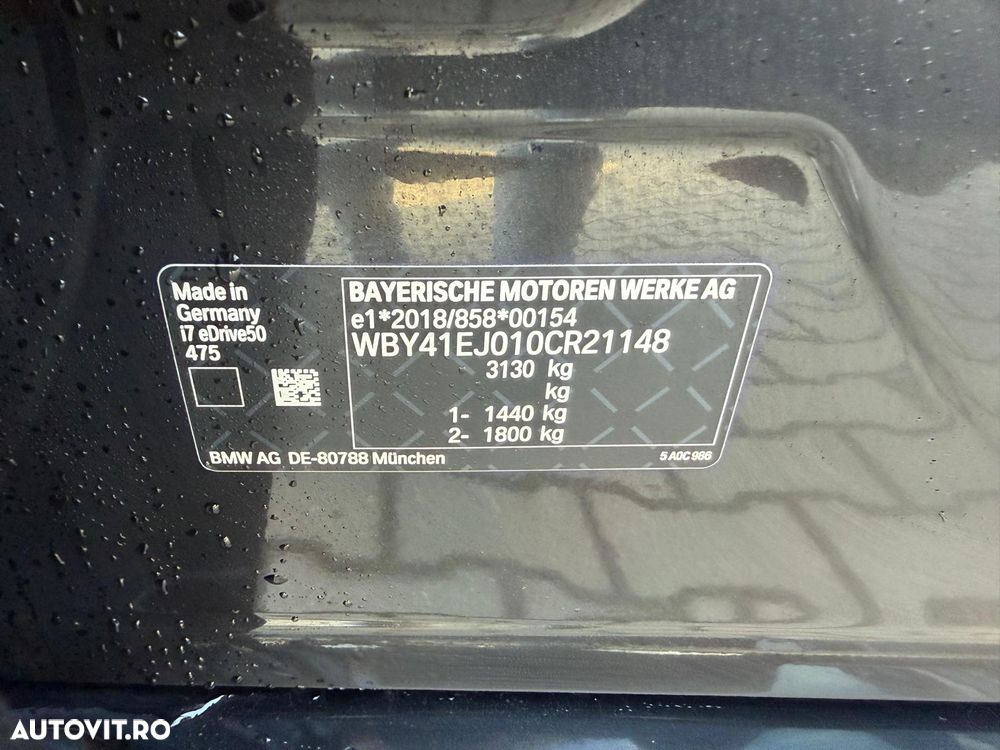 Made in
Germany
i7 eDrive50
475
BAYERISCHE MOTOREN WERKE AG
e1*2018/858*00154
WBY41EJ010CR21148
3130 kg
kg
1- 1440 kg
2- 1800 kg
BMW AG DE-80788 München
5 A0C 986
AUTOVIT.RO